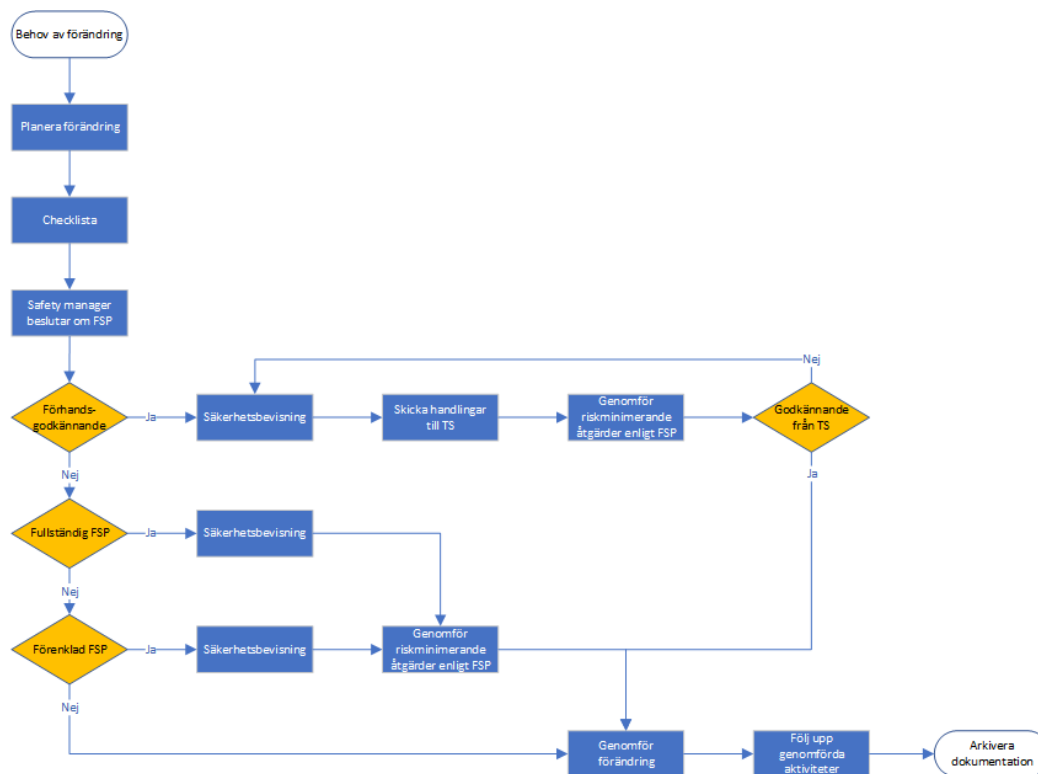 Behov av förändring
Planera förändring
Checklista
Safety manager
beslutar om FSP
Nej
Förhands-
godkännande
Ja
Säkerhetsbevisning
Skicka handlingar
till TS
Genomför
riskminimerande
åtgärder enligt FSP
Godkännande
från TS
Nej
Ja
Fullständig FSP
Ja
Säkerhetsbevisning
Nej
Förenklad FSP
Ja
Säkerhetsbevisning
Genomför
riskminimerande
åtgärder enligt FSP
Nej
Genomför
förändring
Följ upp
genomförda
aktiviteter
Arkivera
dokumentation